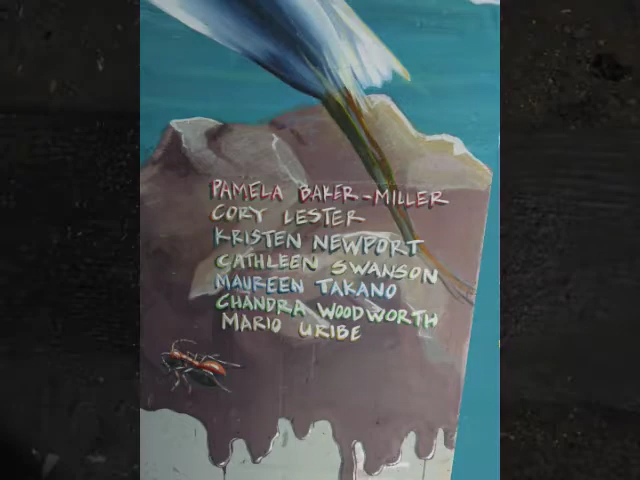 PAMELA BAKER-MILLER
CORY LESTER
KRISTEN NEWPORT
CATHLEEN SWANSON
MAUREEN TAKANO
CHANDRA WOODWORTH
MARIO URIBE